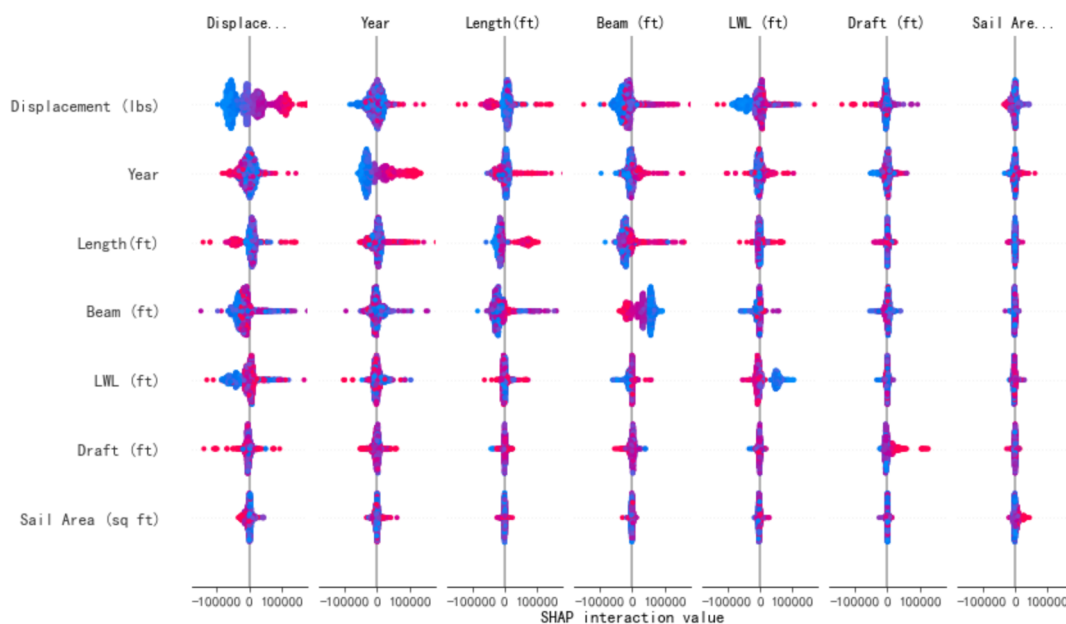 Displace... Year Length(ft) Beam (ft) LWL (ft) Draft (ft) Sail Are...
Displacement (lbs)
Year
Length(ft)
Beam (ft)
LWL (ft)
Draft (ft)
Sail Area (sq ft)
-100000 0 100000 -100000 0 100000 -100000 0 100000 -100000 0 100000 -100000 0 100000 -100000 0 100000 -100000 0 100000
SHAP interaction value